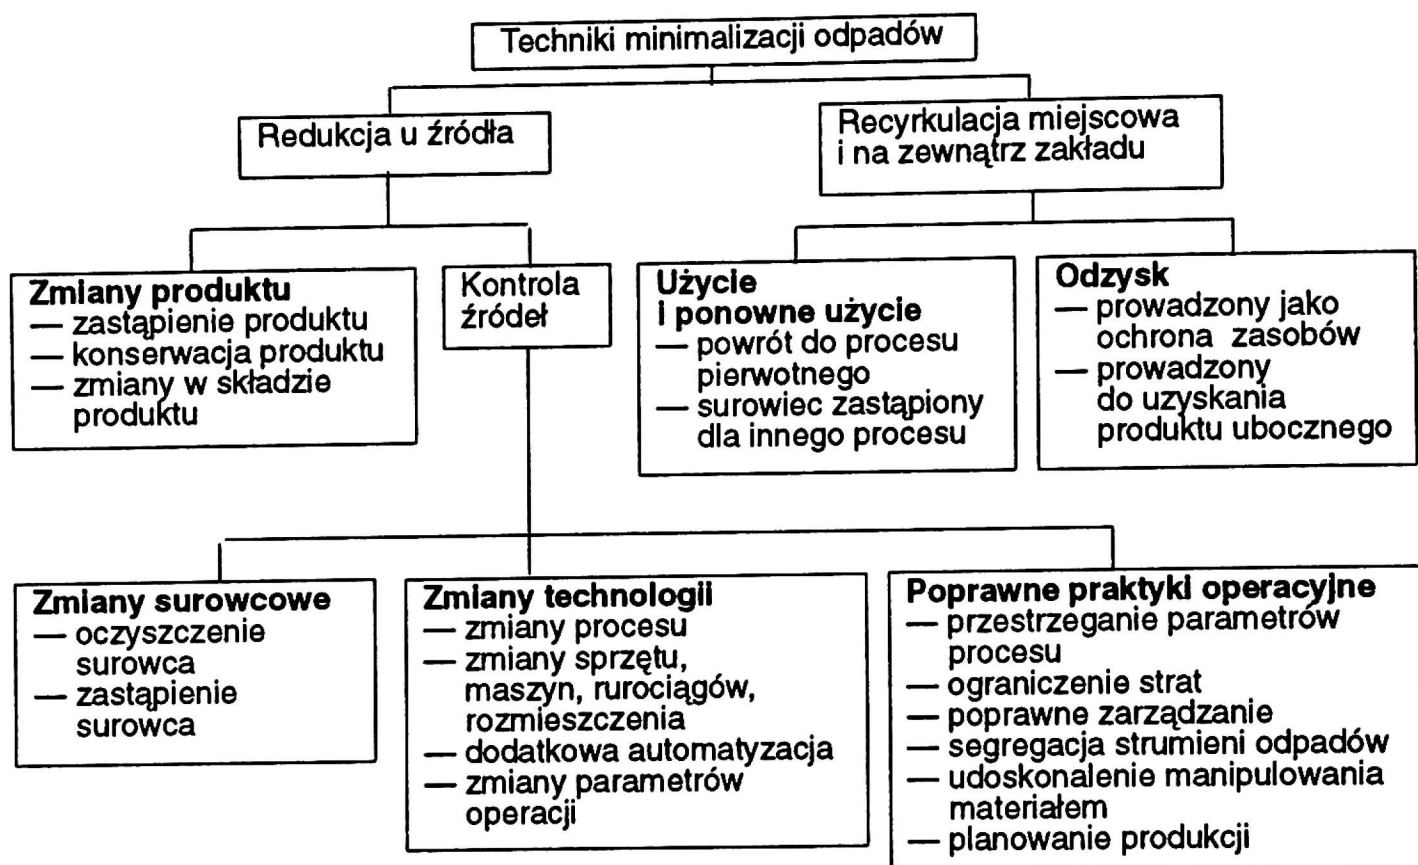 Techniki minimalizacji odpadów
Redukcja u źródła
Recyrkulacja miejscowa
i na zewnątrz zakładu
Zmiany produktu
— zastąpienie produktu
— konserwacja produktu
— zmiany w składzie
produktu
Kontrola
źródeł
Użycie
i ponowne użycie
— powrót do procesu
pierwotnego
— surowiec zastąpiony
dla innego procesu
Odzysk
— prowadzony jako
ochrona zasobów
— prowadzony
do uzyskania
produktu ubocznego
Zmiany surowcowe
— oczyszczenie
surowca
— zastąpienie
surowca
Zmiany technologii
— zmiany procesu
— zmiany sprzętu,
maszyn, rurociągów,
rozmieszczenia
— dodatkowa automatyzacja
— zmiany parametrów
operacji
Poprawne praktyki operacyjne
— przestrzeganie parametrów
procesu
— ograniczenie strat
— poprawne zarządzanie
— segregacja strumieni odpadów
— udoskonalenie manipulowania
materiałem
— planowanie produkcji